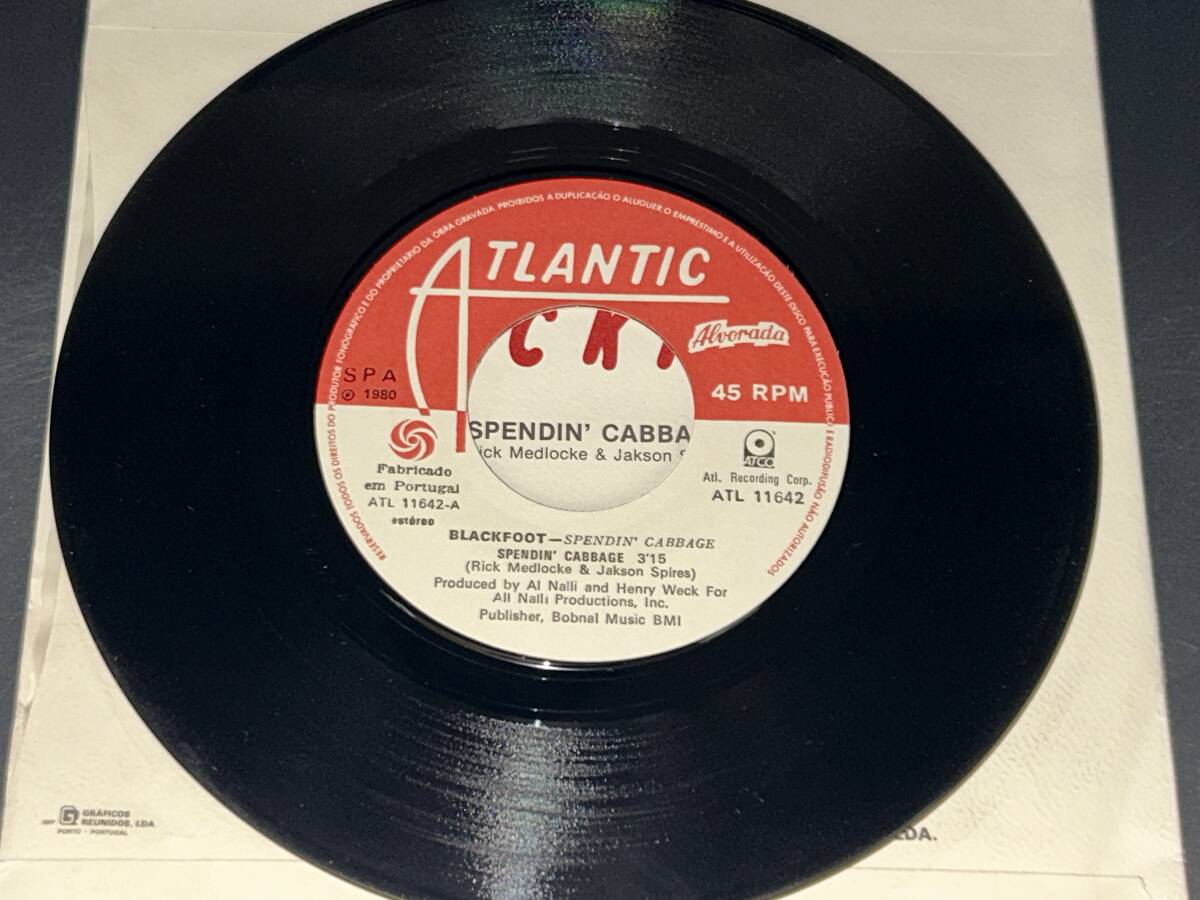 RESERVADOS TODOS OS DIREITOS DO PRODUTOR FONOGRÁFICO E DO PROPRIETÁRIO DA OBRA GRAVADA. PROIBIDOS A DUPLICAÇÃO O ALUGUER O EMPRÉSTIMO E A UTILIZAÇÃO DESTE DISCO PARA EXECUÇÃO PÚBLICA E RADIODIFUSÃO NÃO AUTORIZADOS
ATLANTIC
Alvorada
CK
SPA
℗ 1980
45 RPM
SPENDIN' CABBA
ick Medlocke & Jakson S
Fabricado
em Portugal
ATL 11642-A
estéreo
ATCO
Atl. Recording Corp.
ATL 11642
BLACKFOOT—SPENDIN' CABBAGE
SPENDIN' CABBAGE 3'15
(Rick Medlocke & Jakson Spires)
Produced by Al Nalli and Henry Weck For
All Nalli Productions, Inc.
Publisher, Bobnal Music BMI
GRÁFICOS
REUNIDOS, LDA
PORTO - PORTUGAL
LDA.